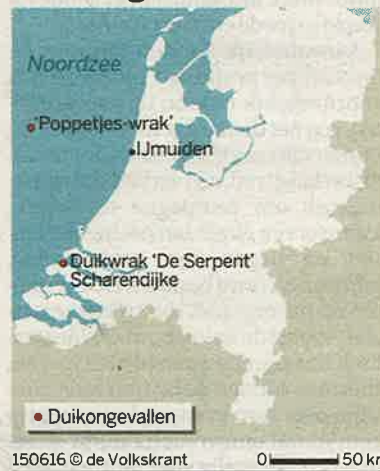 Noordzee
'Poppetjes-wrak'
IJmuiden
Duikwrak 'De Serpent'
Scharendijke
Duikongevallen
150616 © de Volkskrant
0 50 km